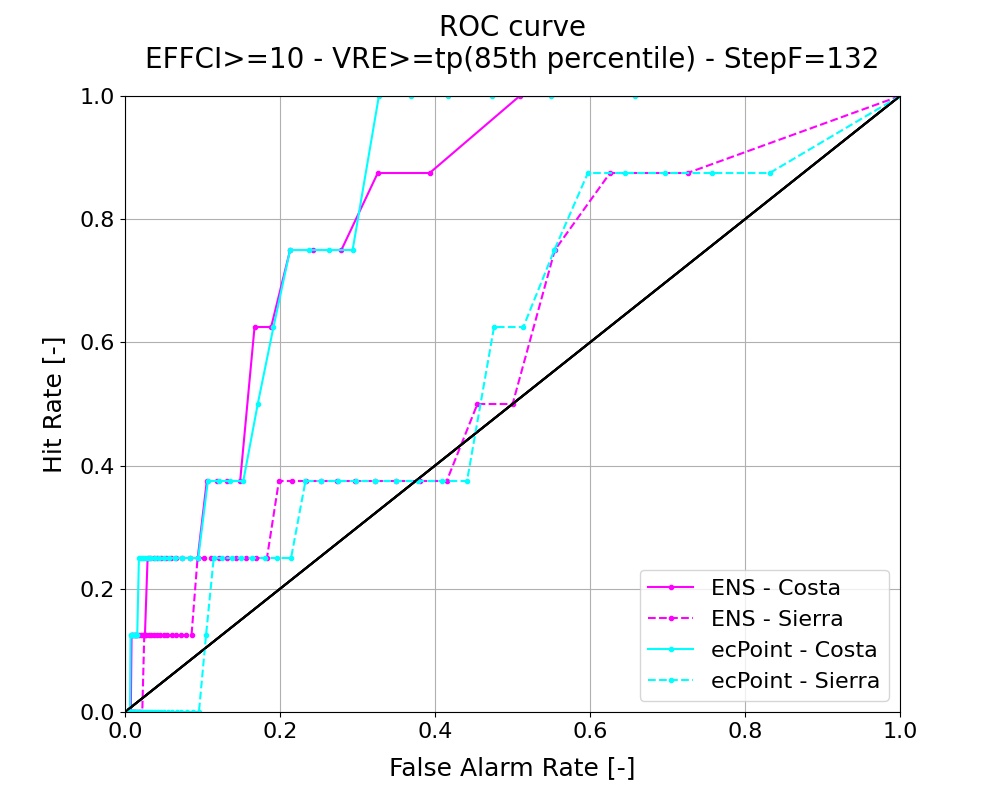 ROC curve
EFFCI>=10 - VRE>=tp(85th percentile) - StepF=132
1.0
0.8
0.6
0.4
0.2
0.0
Hit Rate [-]
ENS - Costa
ENS - Sierra
ecPoint - Costa
ecPoint - Sierra
0.0 0.2 0.4 0.6 0.8 1.0
False Alarm Rate [-]